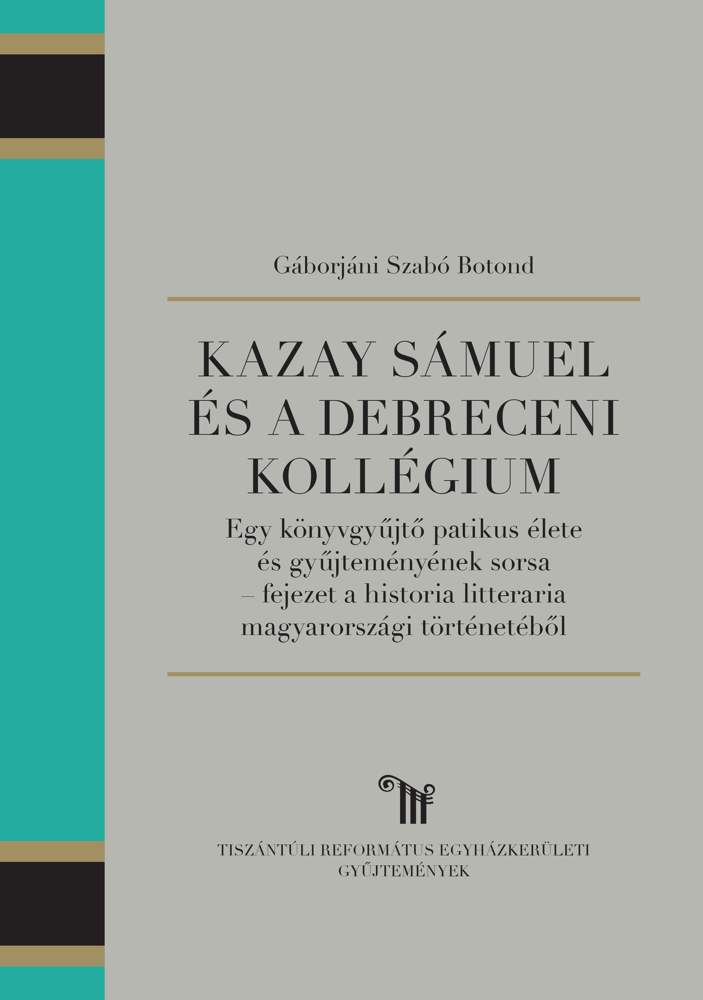 Gáborjáni Szabó Botond
KAZAY SÁMUEL
ÉS A DEBRECENI
KOLLÉGIUM
Egy könyvgyűjtő patikus élete
és gyűjteményének sorsa
– fejezet a historia litteraria
magyarországi történetéből
TISZÁNTÚLI REFORMÁTUS EGYHÁZKERÜLETI
GYŰJTEMÉNYEK